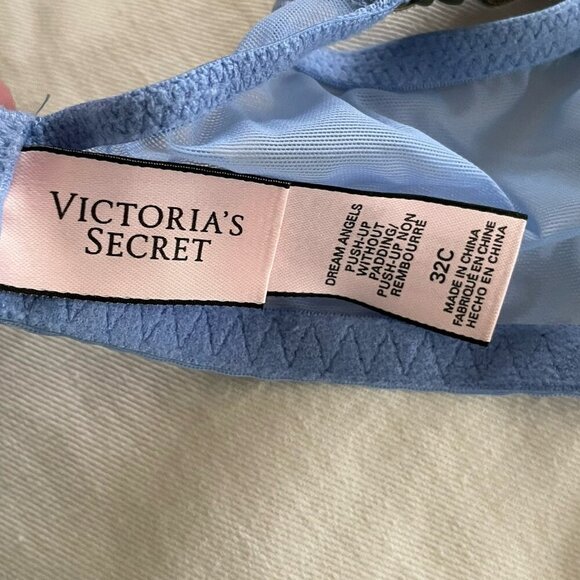 VICTORIA'S
SECRET
DREAM ANGELS
PUSH-UP
WITHOUT
PADDING/
PUSH-UP NON
REMBOURRÉ
32C
MADE IN CHINA
FABRIQUÉ EN CHINE
HECHO EN CHINA